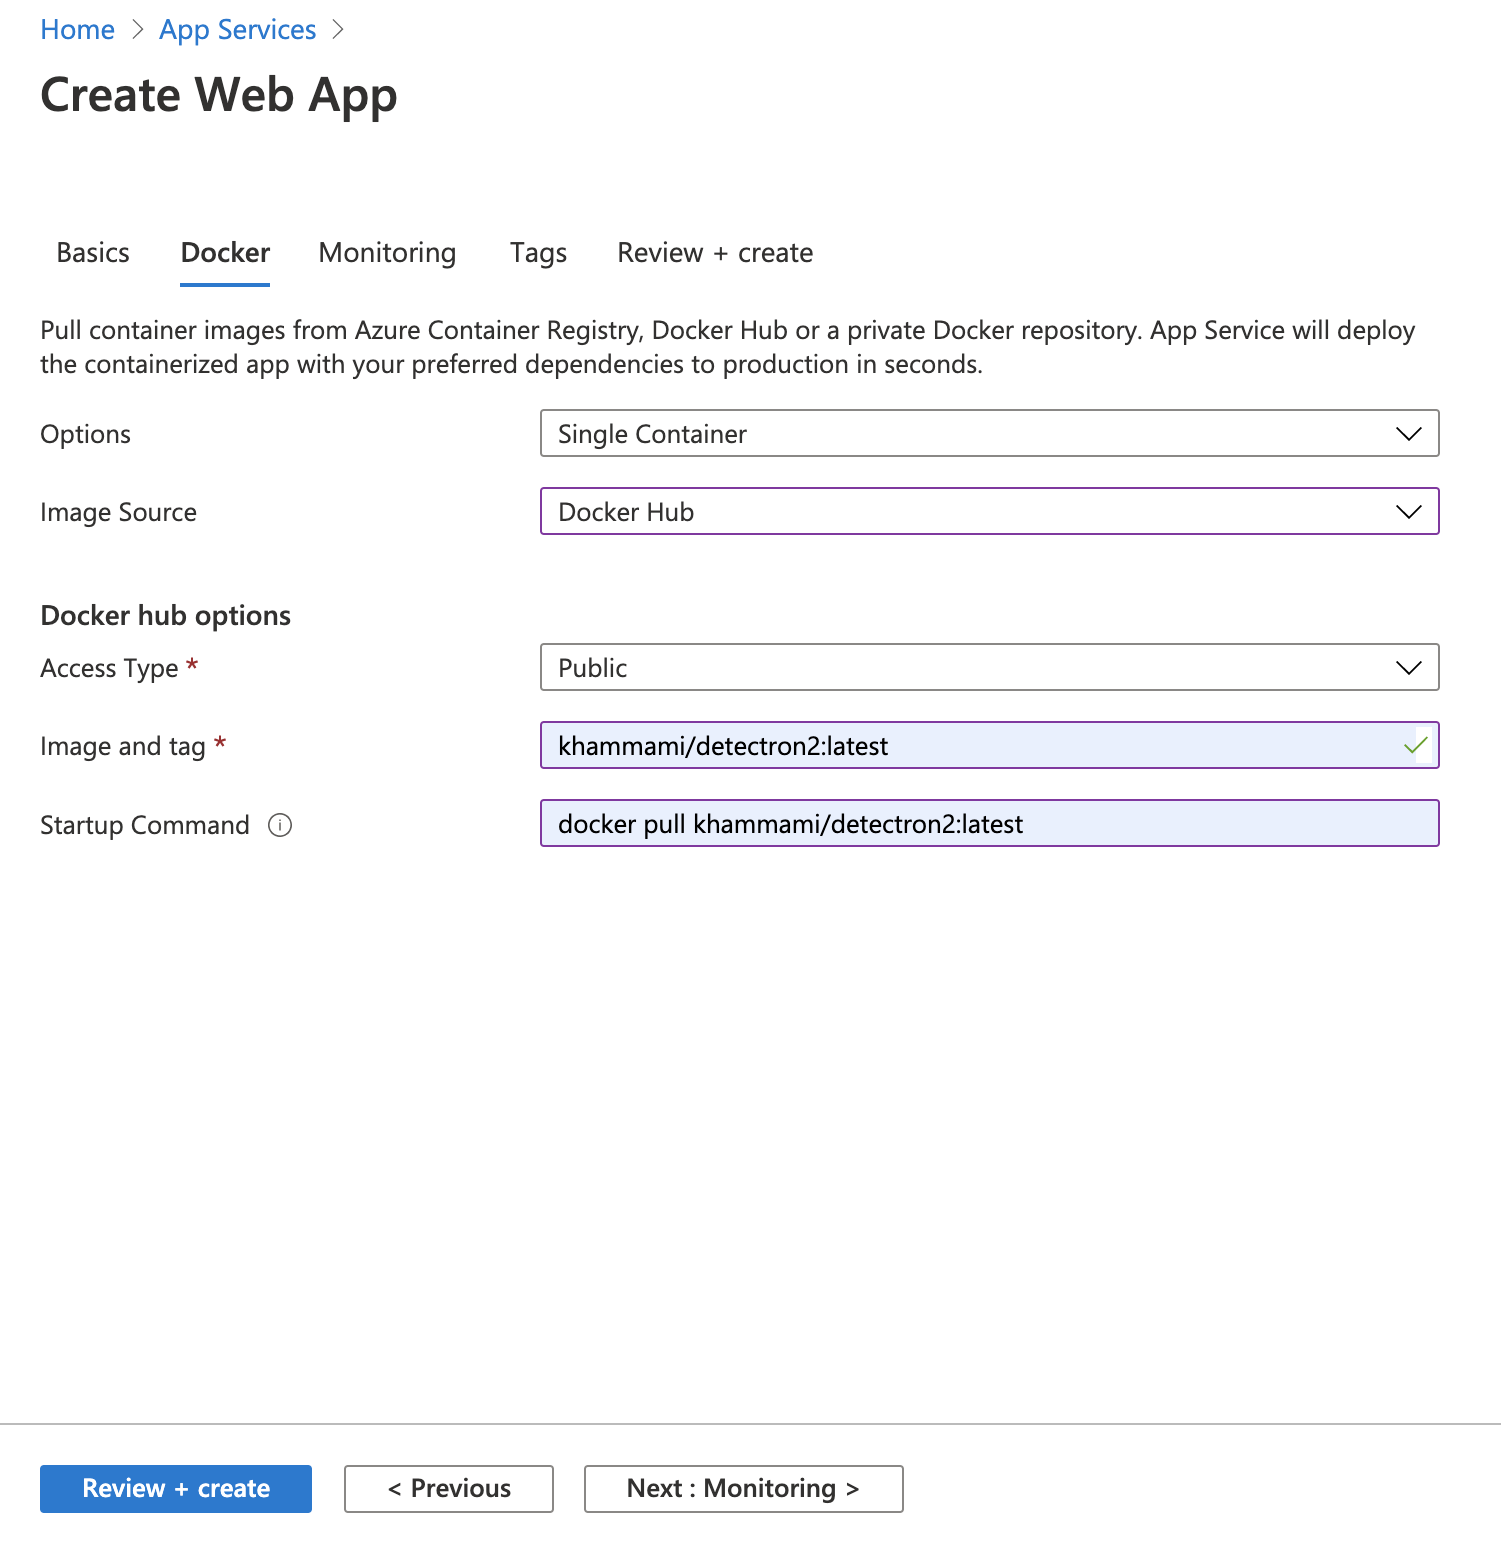 Home > App Services >
Create Web App
Basics Docker Monitoring Tags Review + create
Pull container images from Azure Container Registry, Docker Hub or a private Docker repository. App Service will deploy
the containerized app with your preferred dependencies to production in seconds.
Options Single Container
Image Source Docker Hub
Docker hub options
Access Type * Public
Image and tag * khammami/detectron2:latest
Startup Command docker pull khammami/detectron2:latest
Review + create < Previous Next : Monitoring >